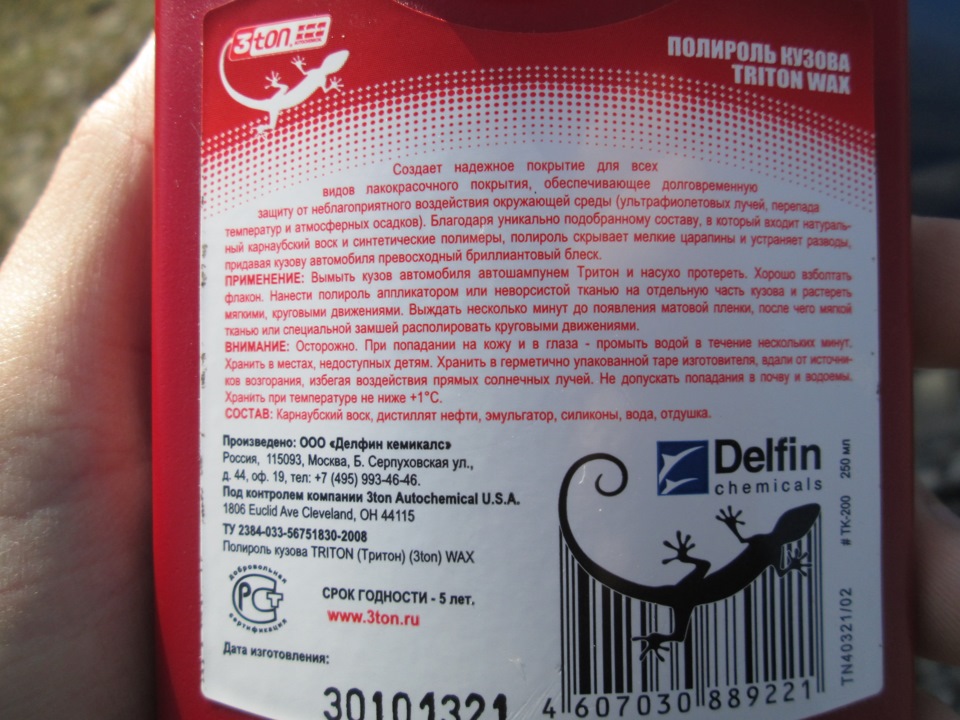 3ton
ПОЛИРОЛЬ КУЗОВА
TRITON WAX
Создает надежное покрытие для всех
видов лакокрасочного покрытия, обеспечивающее долговременную
защиту от неблагоприятного воздействия окружающей среды (ультрафиолетовых лучей, перепада
температур и атмосферных осадков). Благодаря уникально подобранному составу, в который входит натураль-
ный карнаубский воск и синтетические полимеры, полироль скрывает мелкие царапины и устраняет разводы,
придавая кузову автомобиля превосходный бриллиантовый блеск.
ПРИМЕНЕНИЕ: Вымыть кузов автомобиля автошампунем Тритон и насухо протереть. Хорошо взболтать
флакон. Нанести полироль аппликатором или неворсистой тканью на отдельную часть кузова и растереть
мягкими, круговыми движениями. Выждать несколько минут до появления матовой пленки, после чего мягкой
тканью или специальной замшей располировать круговыми движениями.
ВНИМАНИЕ: Осторожно. При попадании на кожу и в глаза - промыть водой в течение нескольких минут.
Хранить в местах, недоступных детям. Хранить в герметично упакованной таре изготовителя, вдали от источни-
ков возгорания, избегая воздействия прямых солнечных лучей. Не допускать попадания в почву и водоемы.
Хранить при температуре не ниже +1°С.
СОСТАВ: Карнаубский воск, дистиллят нефти, эмульгатор, силиконы, вода, отдушка.
Произведено: ООО «Делфин кемикалс»
Россия, 115093, Москва, Б. Серпуховская ул.,
д. 44, оф. 19, тел: +7 (495) 993-46-46.
Под контролем компании 3ton Autochemical U.S.A.
1806 Euclid Ave Cleveland, OH 44115
ТУ 2384-033-56751830-2008
Полироль кузова TRITON (Тритон) (3ton) WAX
добровольная
РСТ
сертификация
СРОК ГОДНОСТИ - 5 лет.
www.3ton.ru
Дата изготовления:
30101321
Delfin
chemicals
4 607030 889221
# TK-200 250 мл
TN40321/02